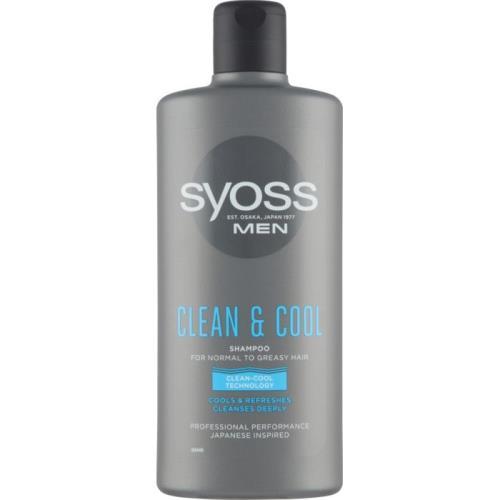 syoss
EST. OSAKA, JAPAN 1977
MEN
CLEAN & COOL
SHAMPOO
FOR NORMAL TO GREASY HAIR
CLEAN-COOL
TECHNOLOGY
COOLS & REFRESHES
CLEANSES DEEPLY
PROFESSIONAL PERFORMANCE
JAPANESE INSPIRED